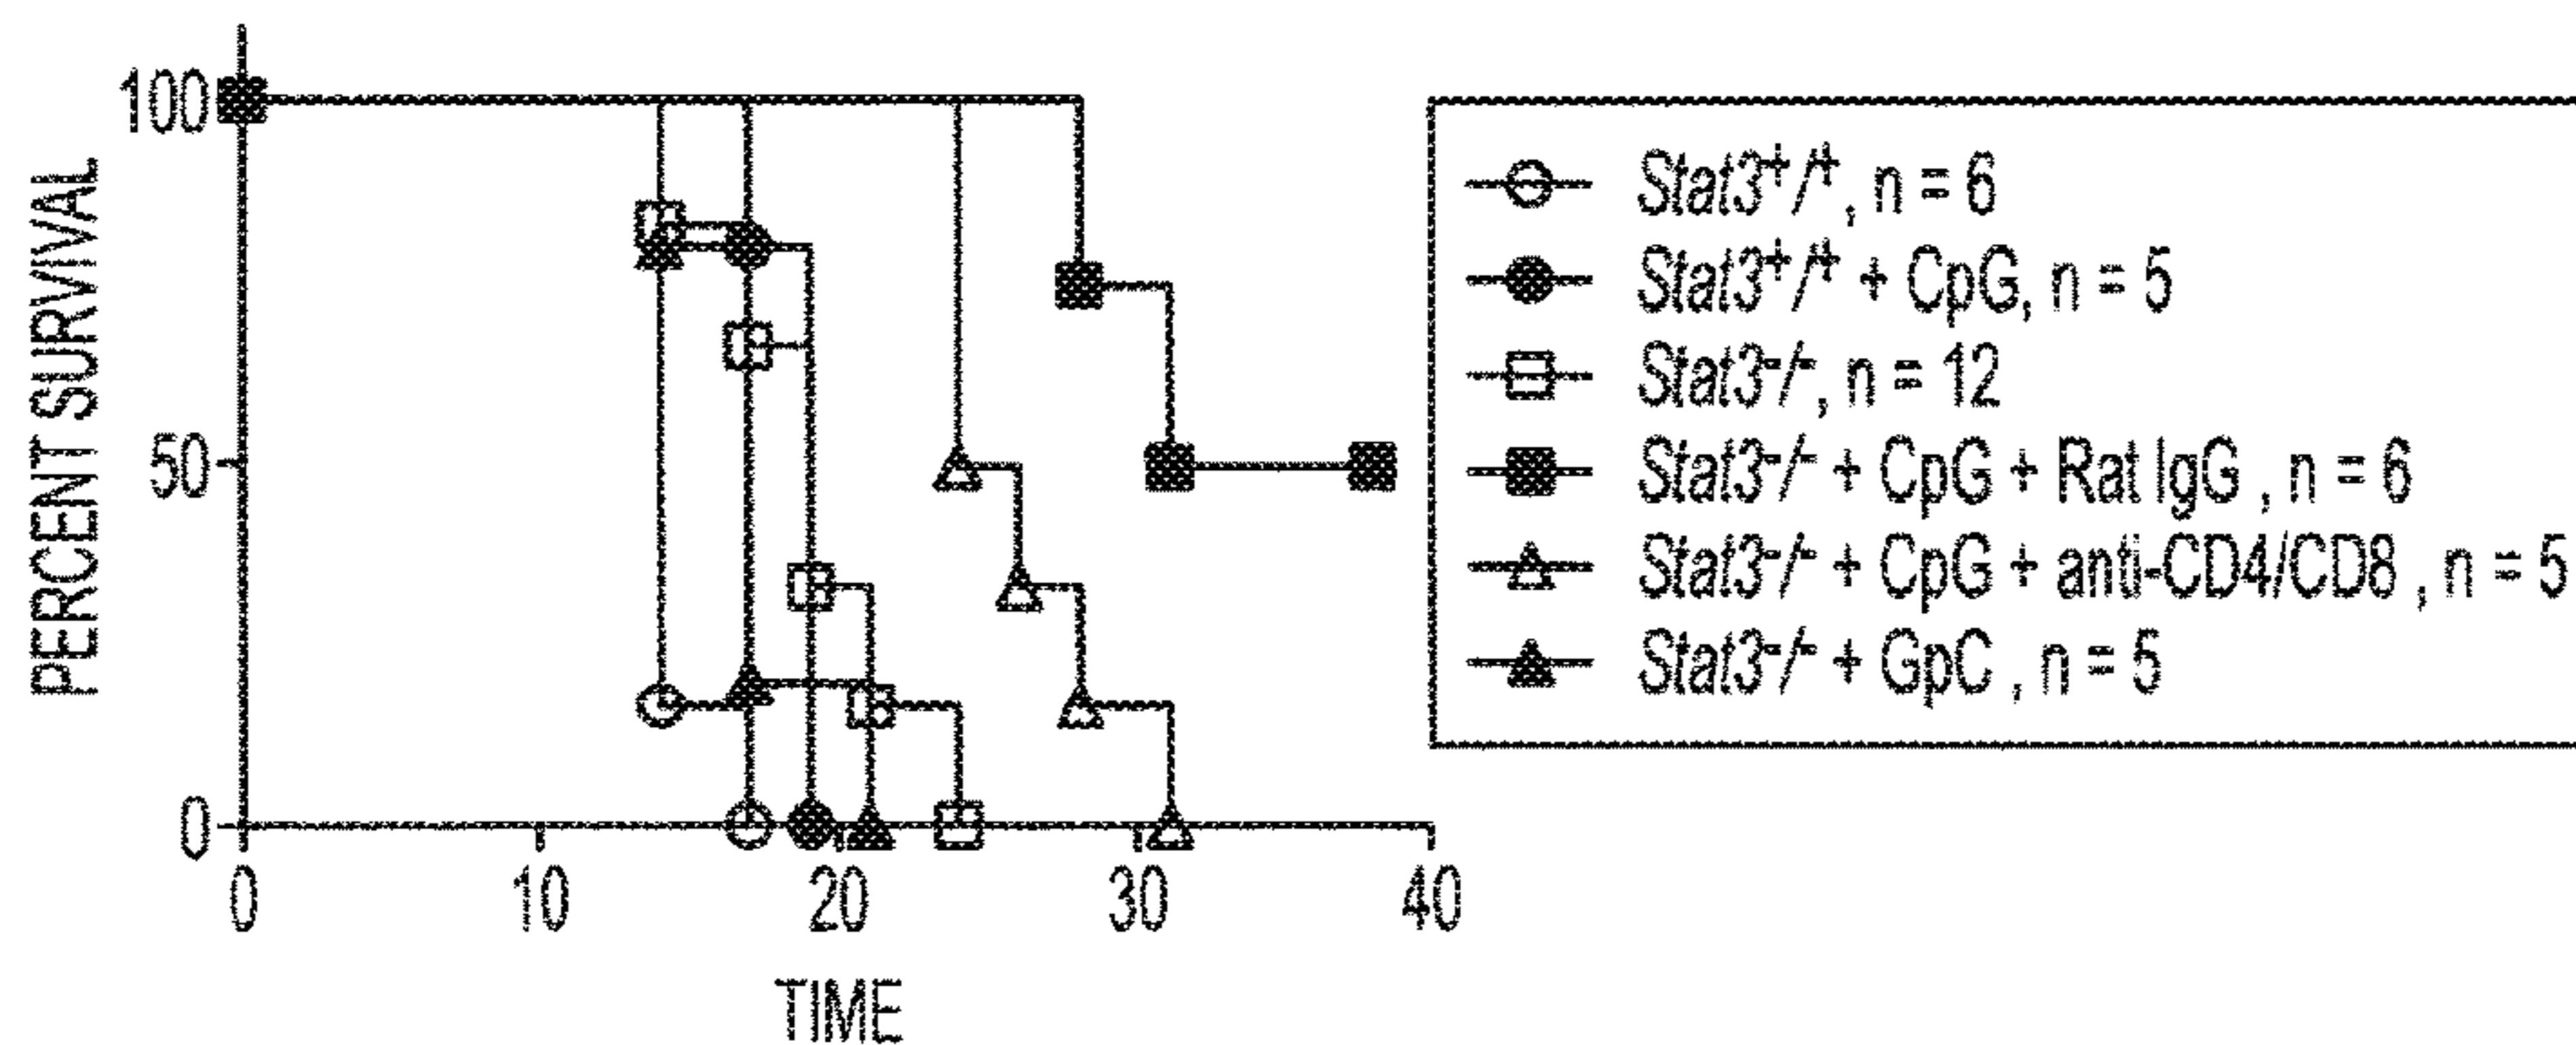 PERCENT SURVIVAL
100
50
0
0 10 20 30 40
TIME
Stat3+/+, n = 6
Stat3+/+ + CpG, n = 5
Stat3-/-, n = 12
Stat3-/- + CpG + Rat IgG , n = 6
Stat3-/- + CpG + anti-CD4/CD8 , n = 5
Stat3-/- + GpC , n = 5